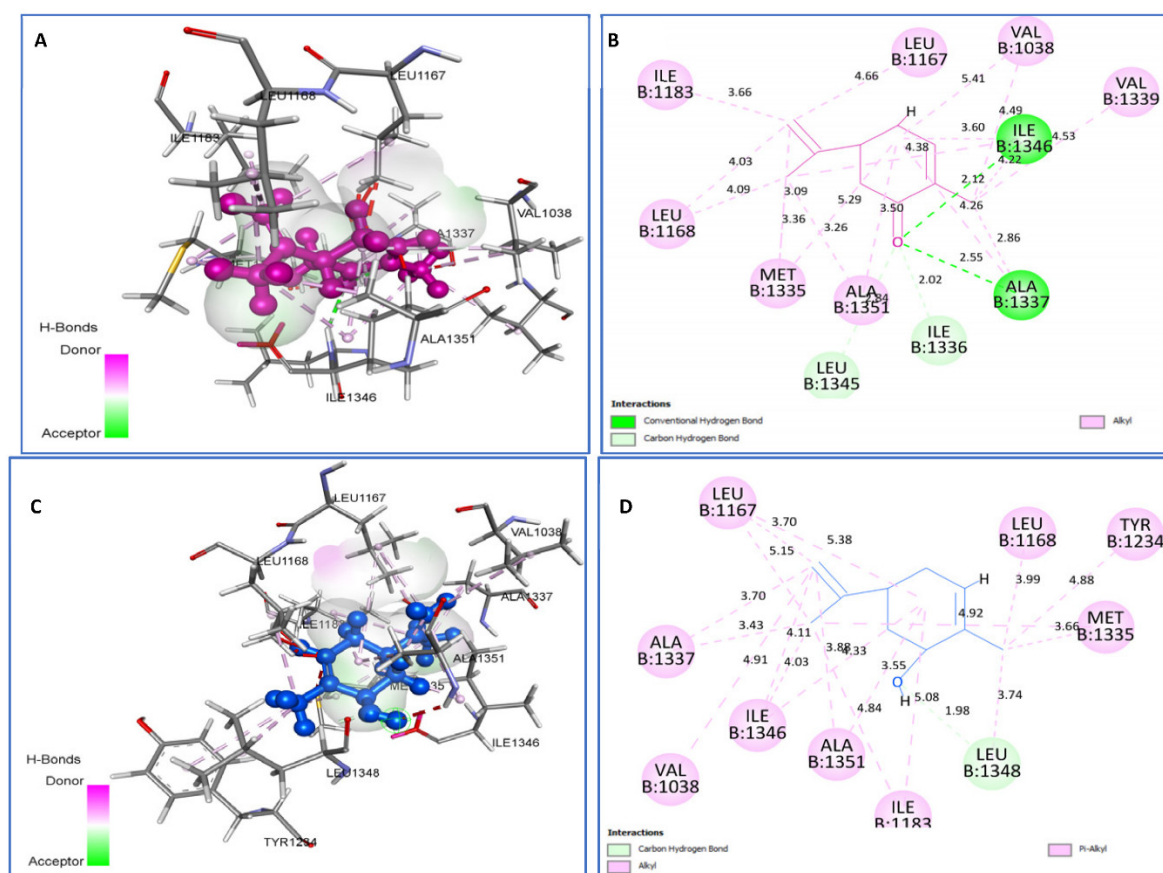 A
LEU1167
LEU1168
ILE1183
VAL1038
ALA1351
ILE1346
H-Bonds
Donor
Acceptor
B
LEU
B:1167
VAL
B:1038
ILE
B:1183
VAL
B:1339
ILE
B:1346
LEU
B:1168
MET
B:1335
ALA
B:1351
ALA
B:1337
ILE
B:1336
LEU
B:1345
H
O
3.66
4.66
5.41
4.49
3.60
4.53
4.38
4.22
4.03
4.09
3.09
2.12
5.29
3.50
4.26
3.36
3.26
2.86
2.55
2.02
Interactions
Conventional Hydrogen Bond
Carbon Hydrogen Bond
Alkyl
C
LEU1167
VAL1038
LEU1168
ALA1337
ALA1351
ILE1346
LEU1348
TYR1234
H-Bonds
Donor
Acceptor
D
LEU
B:1167
LEU
B:1168
TYR
B:1234
MET
B:1335
ALA
B:1337
ILE
B:1346
VAL
B:1038
ALA
B:1351
LEU
B:1348
ILE
B:1183
H
O
H
3.70
5.38
5.15
3.99
4.88
3.70
4.92
3.43
3.66
4.11
3.88
4.33
4.91
4.03
3.55
4.84
5.08
1.98
3.74
Interactions
Carbon Hydrogen Bond
Alkyl
Pi-Alkyl